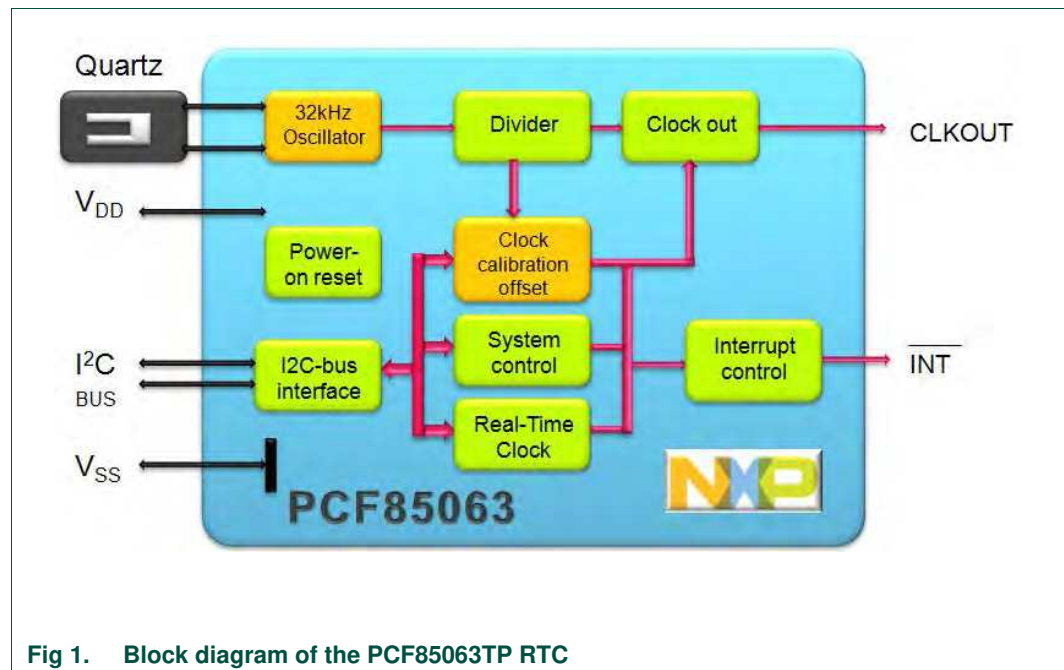 Quartz
32kHz
Oscillator
Divider
Clock out
CLKOUT
VDD
Power-
on reset
Clock
calibration
offset
I²C
BUS
I2C-bus
interface
System
control
Interrupt
control
INT
Real-Time
Clock
VSS
PCF85063
NXP
Fig 1. Block diagram of the PCF85063TP RTC